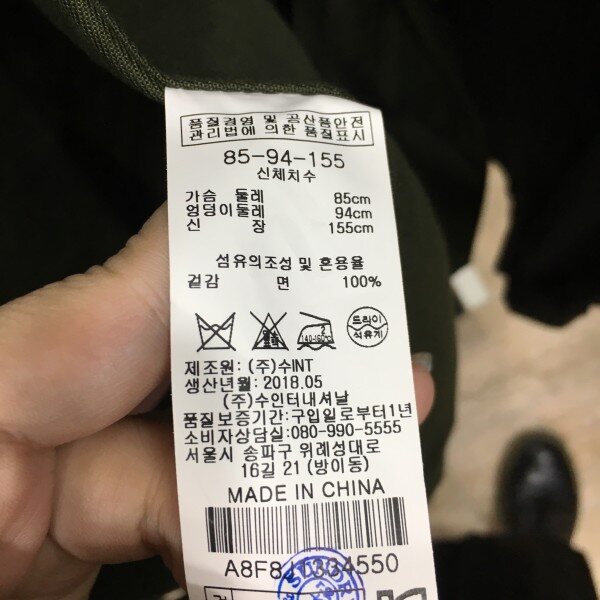 품질경영 및 공산품안전
관리법에 의한 품질표시
85-94-155
신체치수
가슴 둘레 85cm
엉덩이둘레 94cm
신 장 155cm
섬유의조성 및 혼용율
겉감 면 100%
2
140-160℃
드라이
석유계
제조원: (주)수INT
생산년월: 2018.05
(주)수인터내셔날
품질보증기간:구입일로부터1년
소비자상담실:080-990-5555
서울시 송파구 위례성대로
16길 21 (방이동)
MADE IN CHINA